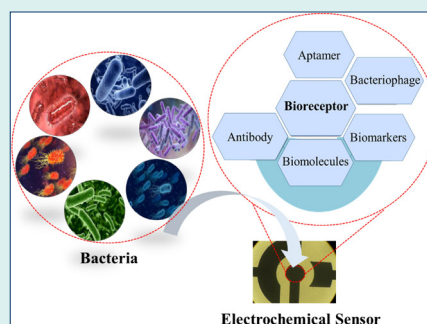 Aptamer
Bacteriophage
Bioreceptor
Antibody
Biomarkers
Biomolecules
Bacteria
Electrochemical Sensor